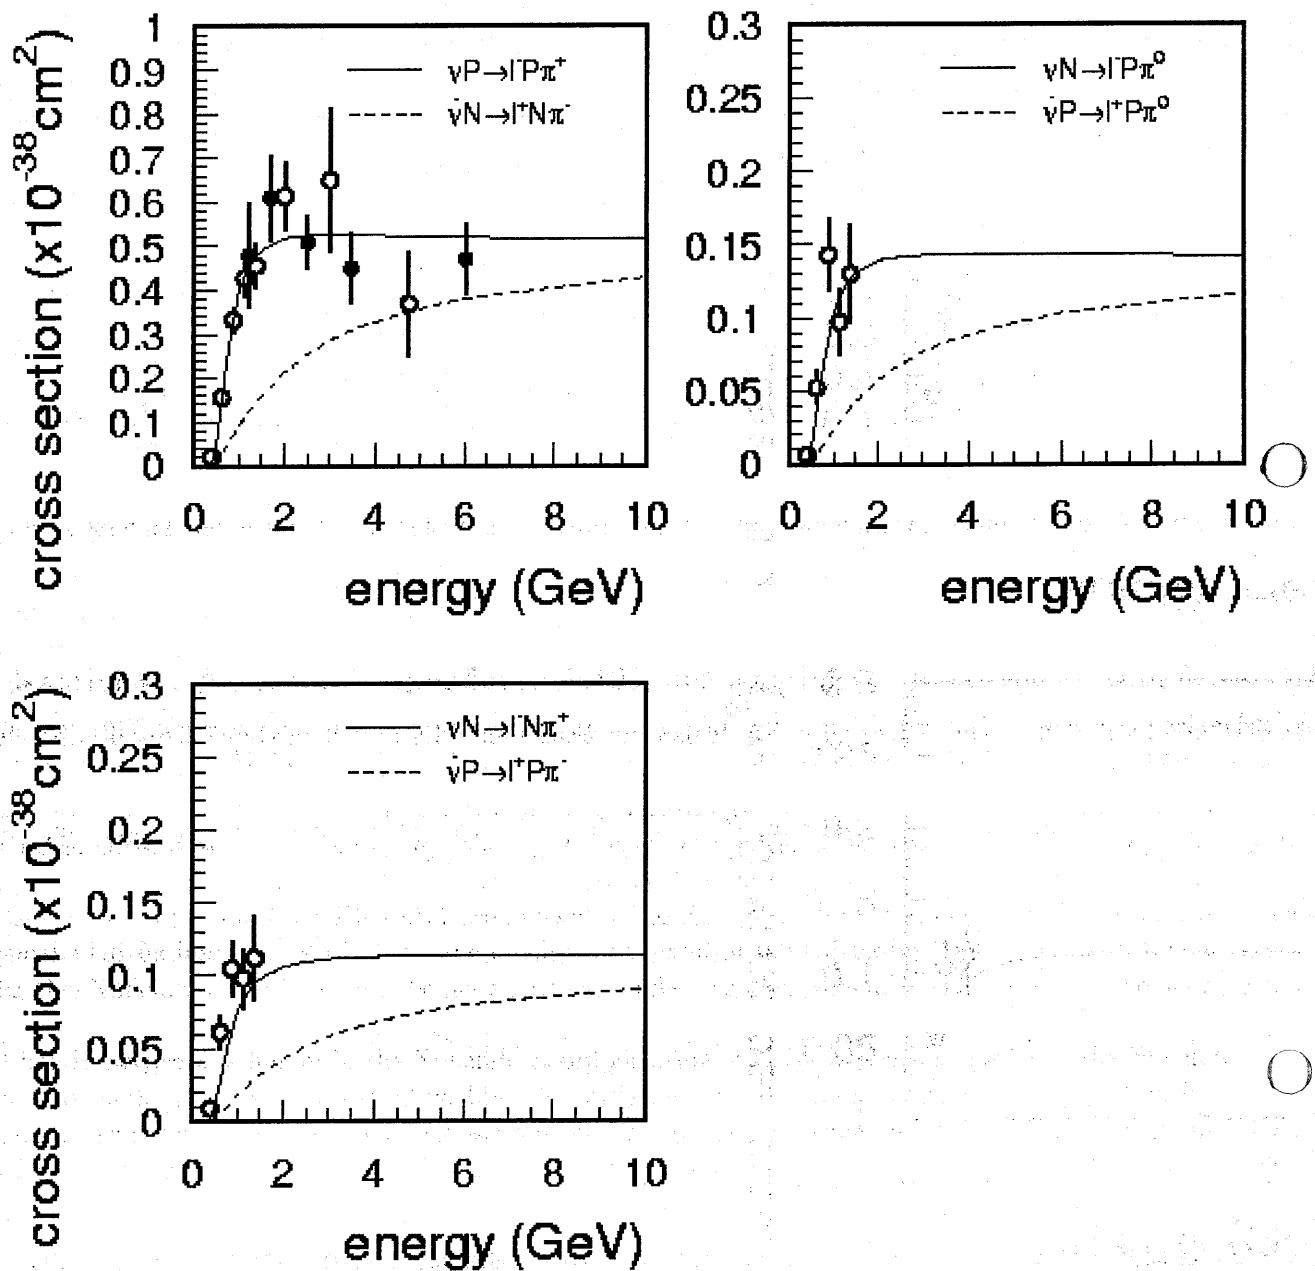 cross section (x10⁻³⁸cm²)
1
0.9
0.8
0.7
0.6
0.5
0.4
0.3
0.2
0.1
0
νP→l⁻Pπ⁺
ν̄N→l⁺Nπ⁻
0 2 4 6 8 10
energy (GeV)
0.3
0.25
0.2
0.15
0.1
0.05
0
νN→l⁻Pπ⁰
ν̄P→l⁺Pπ⁰
0 2 4 6 8 10
energy (GeV)
cross section (x10⁻³⁸cm²)
0.3
0.25
0.2
0.15
0.1
0.05
0
νN→l⁻Nπ⁺
ν̄P→l⁺Pπ⁻
0 2 4 6 8 10
energy (GeV)